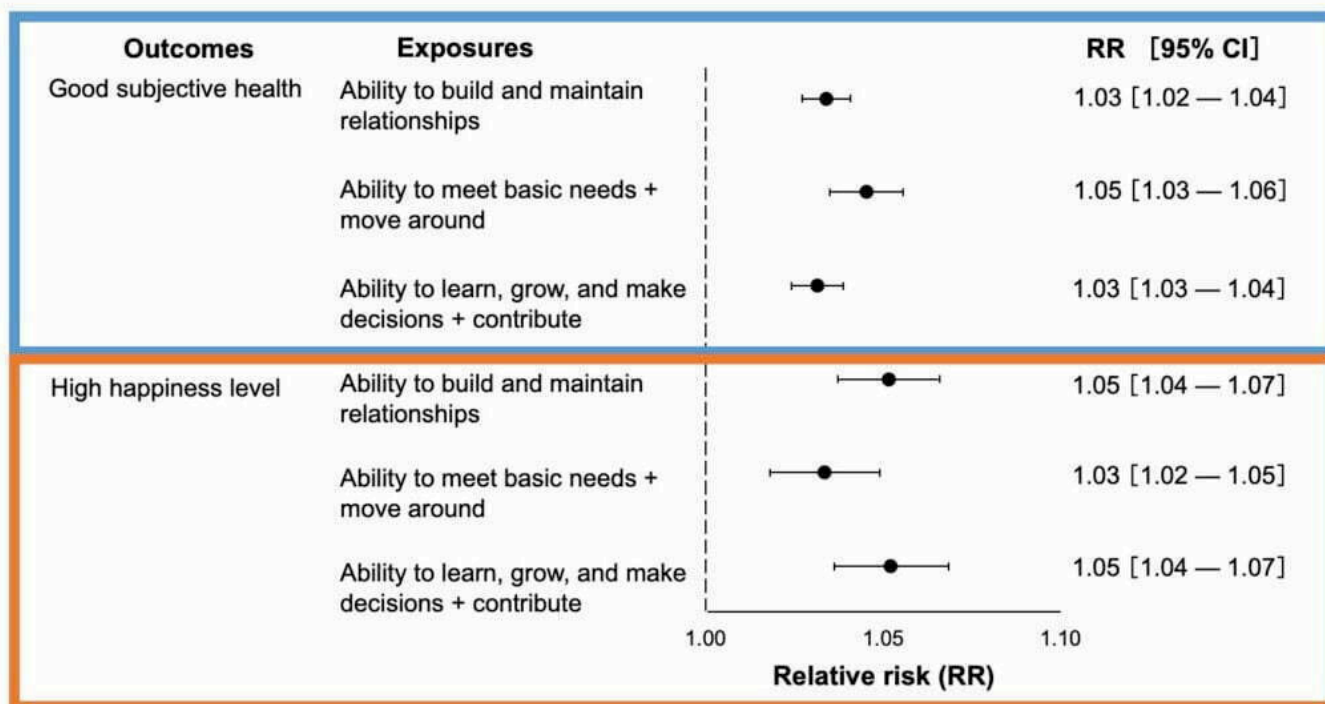 Outcomes Exposures RR [95% CI]
Good subjective health Ability to build and maintain 1.03 [1.02 — 1.04]
relationships
Ability to meet basic needs + 1.05 [1.03 — 1.06]
move around
Ability to learn, grow, and make 1.03 [1.03 — 1.04]
decisions + contribute
High happiness level Ability to build and maintain 1.05 [1.04 — 1.07]
relationships
Ability to meet basic needs + 1.03 [1.02 — 1.05]
move around
Ability to learn, grow, and make 1.05 [1.04 — 1.07]
decisions + contribute
1.00 1.05 1.10
Relative risk (RR)